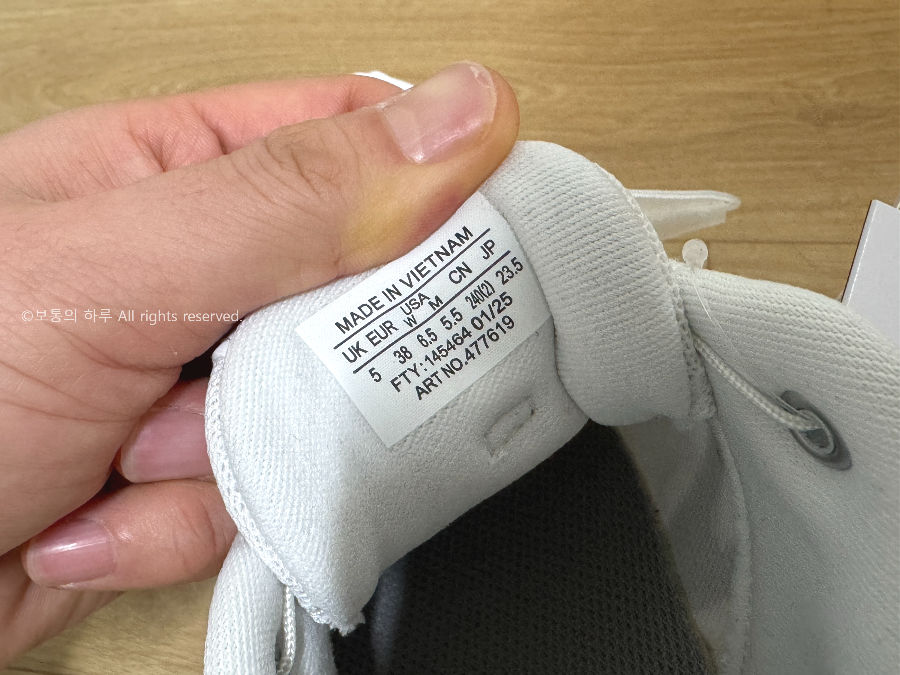 MADE IN VIETNAM
UK EUR USA CN JP
W M
5 38 6.5 5.5 240(2) 23.5
FTY:145464 01/25
ART NO.477619
©보통의 하루 All rights reserved.